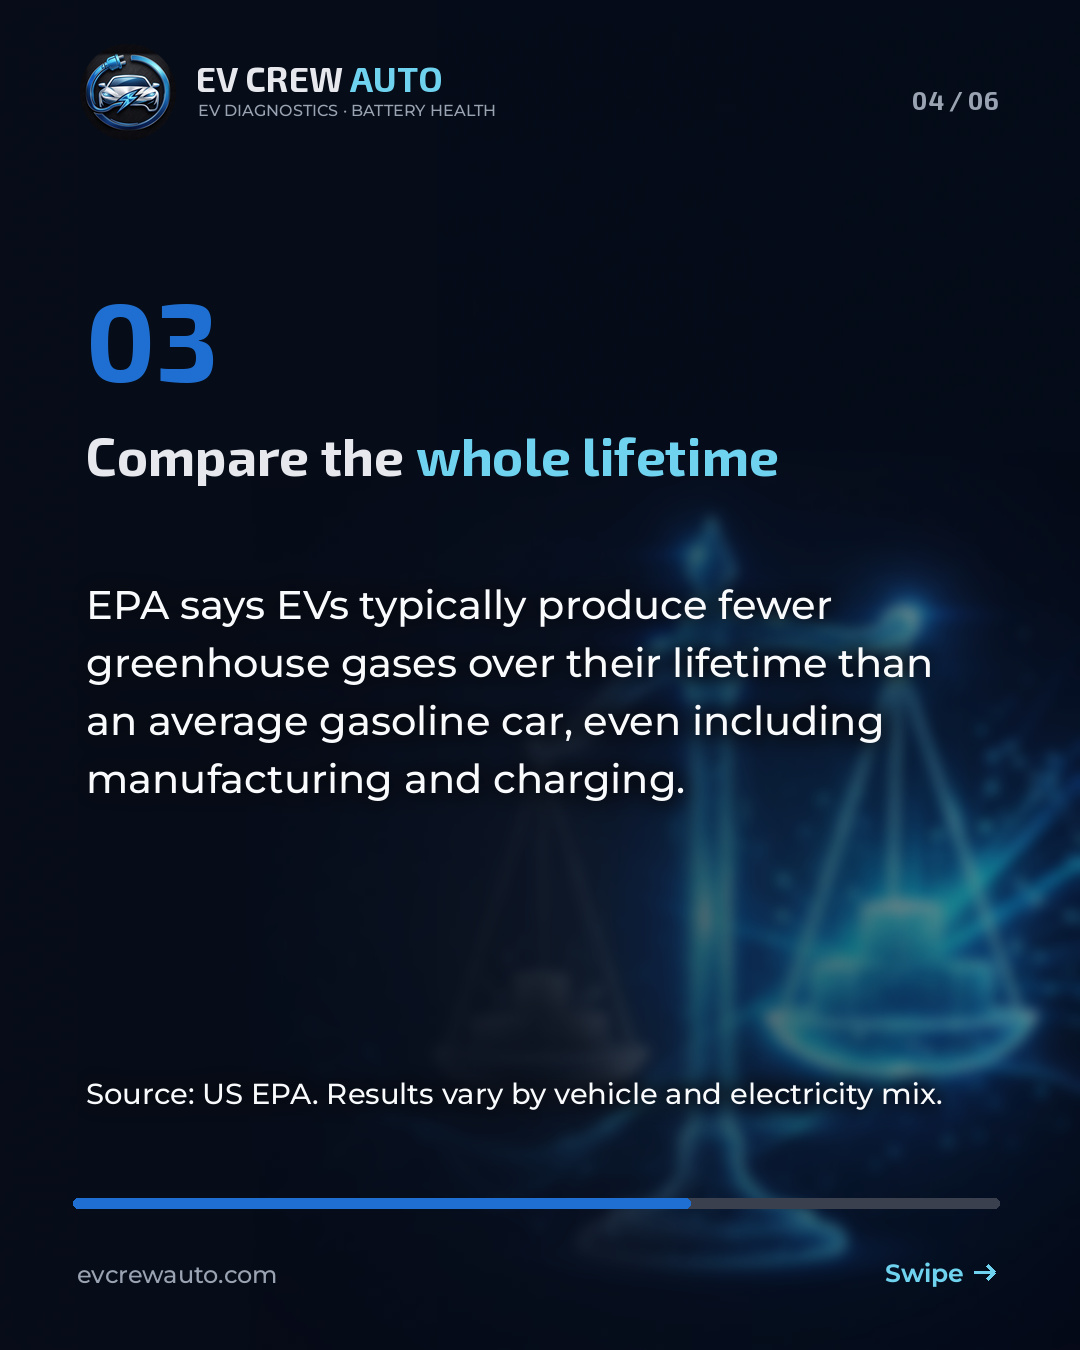 EV CREW AUTO
EV DIAGNOSTICS · BATTERY HEALTH
04 / 06
03
Compare the whole lifetime
EPA says EVs typically produce fewer
greenhouse gases over their lifetime than
an average gasoline car, even including
manufacturing and charging.
Source: US EPA. Results vary by vehicle and electricity mix.
evcrewauto.com
Swipe →